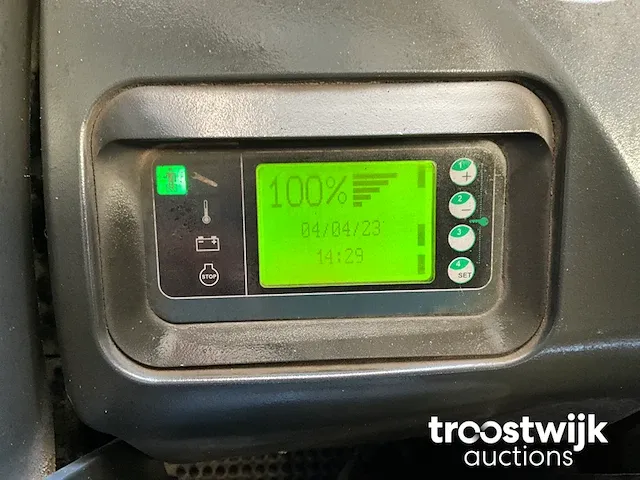 100%
04/04/23
14:29
1
+
2
-
3
4
SET
STOP
troostwijk
auctions